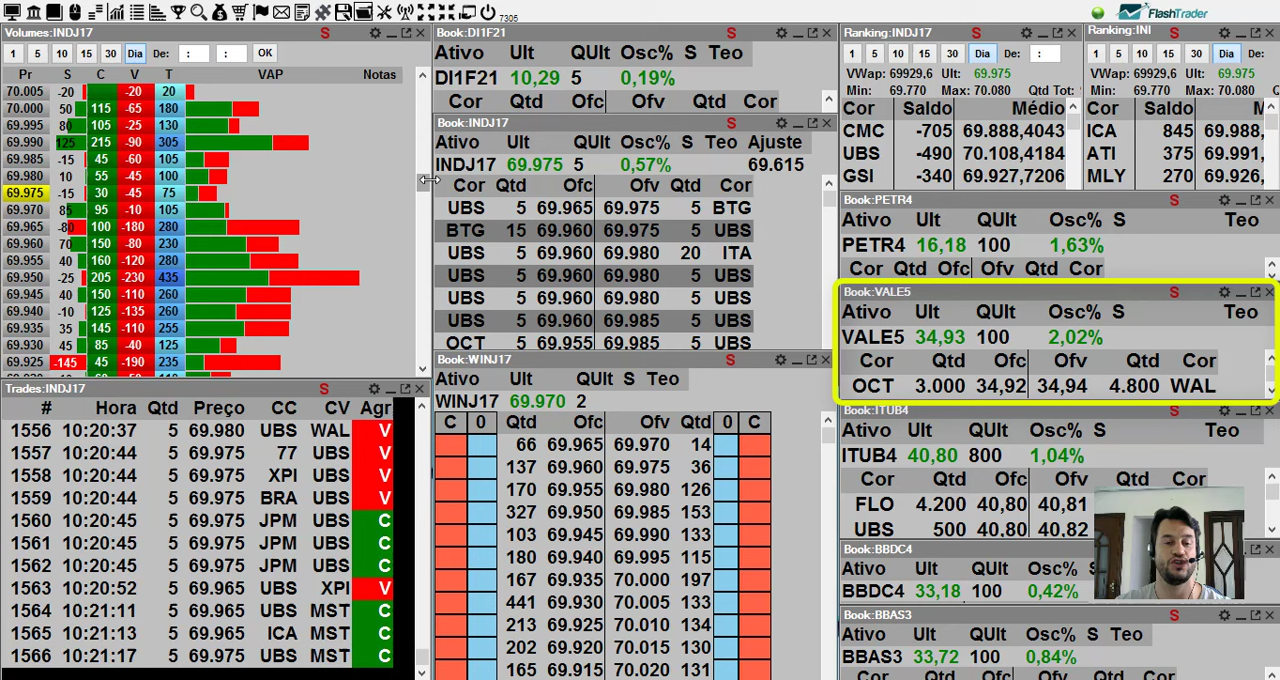 7305
FlashTrader
Volumes:INDJ17 S
1 5 10 15 30 Dia De: : : OK
Pr S C V T VAP Notas
70.005 -20 -20 20
70.000 50 115 -65 180
69.995 80 105 -25 130
69.990 125 215 -90 305
69.985 -15 45 -60 105
69.980 10 55 -45 100
69.975 -15 30 -45 75
69.970 85 95 -10 105
69.965 -80 100 -180 280
69.960 70 150 -80 230
69.955 40 160 -120 280
69.950 -25 205 -230 435
69.945 40 150 -110 260
69.940 -10 125 -135 260
69.935 35 145 -110 255
69.930 45 85 -40 125
69.925 -145 45 -190 235
Trades:INDJ17 S
# Hora Qtd Preço CC CV Agr
1556 10:20:37 5 69.980 UBS WAL V
1557 10:20:44 5 69.975 77 UBS V
1558 10:20:44 5 69.975 XPI UBS V
1559 10:20:44 5 69.975 BRA UBS V
1560 10:20:45 5 69.975 JPM UBS C
1561 10:20:45 5 69.975 JPM UBS C
1562 10:20:45 5 69.975 JPM UBS C
1563 10:20:52 5 69.965 UBS XPI V
1564 10:21:11 5 69.965 UBS MST C
1565 10:21:13 5 69.965 ICA MST C
1566 10:21:17 5 69.965 UBS MST C
Book:DI1F21 S
Ativo Ult QUlt Osc% S Teo
DI1F21 10,29 5 0,19%
Cor Qtd Ofc Ofv Qtd Cor
Book:INDJ17 S
Ativo Ult QUlt Osc% S Teo Ajuste
INDJ17 69.975 5 0,57% 69.615
Cor Qtd Ofc Ofv Qtd Cor
UBS 5 69.965 69.975 5 BTG
BTG 15 69.960 69.975 5 UBS
UBS 5 69.960 69.980 20 ITA
UBS 5 69.960 69.980 5 UBS
UBS 5 69.960 69.980 5 UBS
UBS 5 69.960 69.985 5 UBS
OCT 5 69.955 69.985 5 UBS
Book:WINJ17 S
Ativo Ult QUlt S Teo
WINJ17 69.970 2
C 0 Qtd Ofc Ofv Qtd 0 C
66 69.965 69.970 14
137 69.960 69.975 36
170 69.955 69.980 126
327 69.950 69.985 153
103 69.945 69.990 133
180 69.940 69.995 115
167 69.935 70.000 197
441 69.930 70.005 133
213 69.925 70.010 134
202 69.920 70.015 130
165 69.915 70.020 131
Ranking:INDJ17 S
1 5 10 15 30 Dia De: :
VWap: 69929,6 Ult: 69.975
Min: 69.770 Max: 70.080 Qtd Tot:
Cor Saldo Médio
CMC -705 69.888,4043
UBS -490 70.108,4184
GSI -340 69.927,7206
Ranking:INI
1 5 10 15 30 Dia De:
VWap: 69929,6 Ult: 69.975
Min: 69.770 Max: 70.080
Cor Saldo
ICA 845 69.988,
ATI 375 69.991,
MLY 270 69.926,
Book:PETR4 S
Ativo Ult QUlt Osc% S Teo
PETR4 16,18 100 1,63%
Cor Qtd Ofc Ofv Qtd Cor
Book:VALE5 S
Ativo Ult QUlt Osc% S Teo
VALE5 34,93 100 2,02%
Cor Qtd Ofc Ofv Qtd Cor
OCT 3.000 34,92 34,94 4.800 WAL
Book:ITUB4 S
Ativo Ult QUlt Osc% S Teo
ITUB4 40,80 800 1,04%
Cor Qtd Ofc Ofv Qtd Cor
FLO 4.200 40,80 40,81
UBS 500 40,80 40,82
Book:BBDC4
Ativo Ult QUlt Osc%
BBDC4 33,18 100 0,42%
Book:BBAS3 S
Ativo Ult QUlt Osc% S Teo
BBAS3 33,72 100 0,84%
Cor Qtd Ofc Ofv Qtd Cor